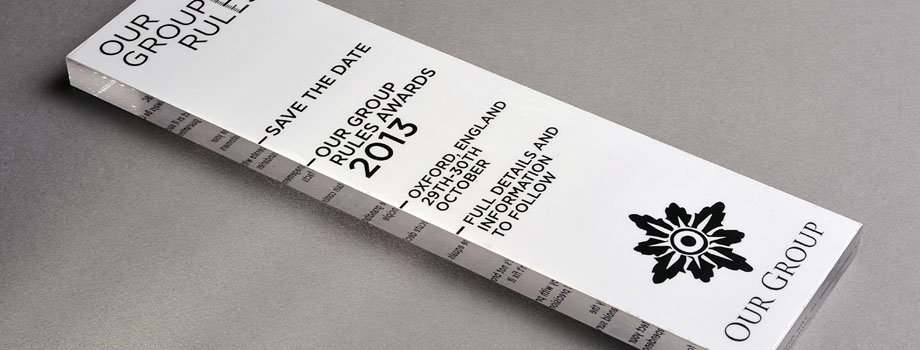 OUR
GROUP
RULES
SAVE THE DATE
OUR GROUP
RULES AWARDS
2013
OXFORD, ENGLAND
29TH-30TH
OCTOBER
FULL DETAILS AND
INFORMATION
TO FOLLOW
OUR GROUP